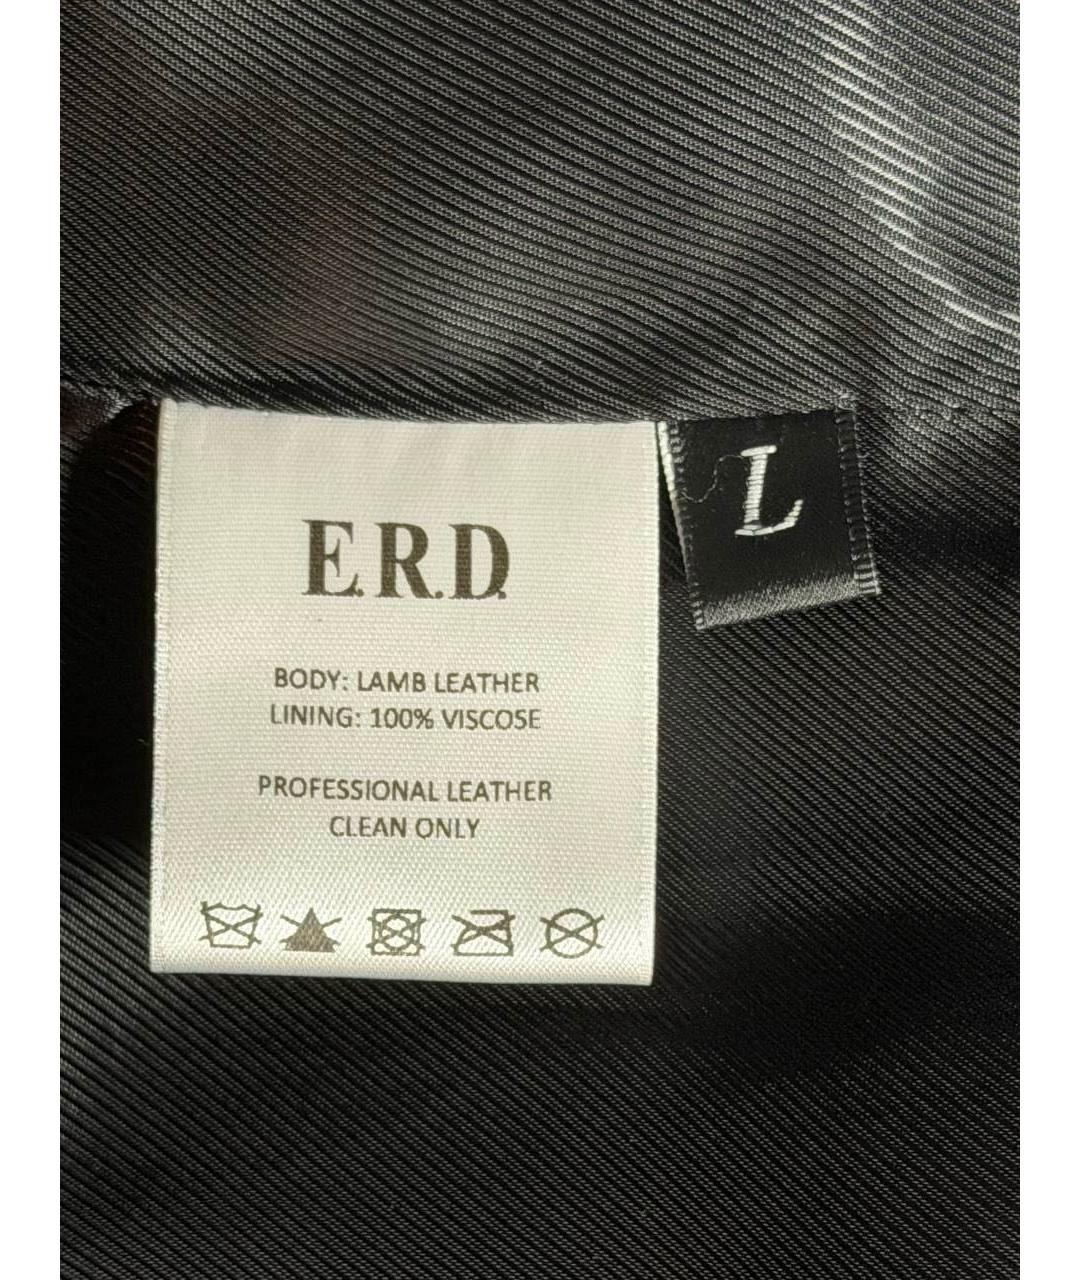 E.R.D.
L
BODY: LAMB LEATHER
LINING: 100% VISCOSE
PROFESSIONAL LEATHER
CLEAN ONLY